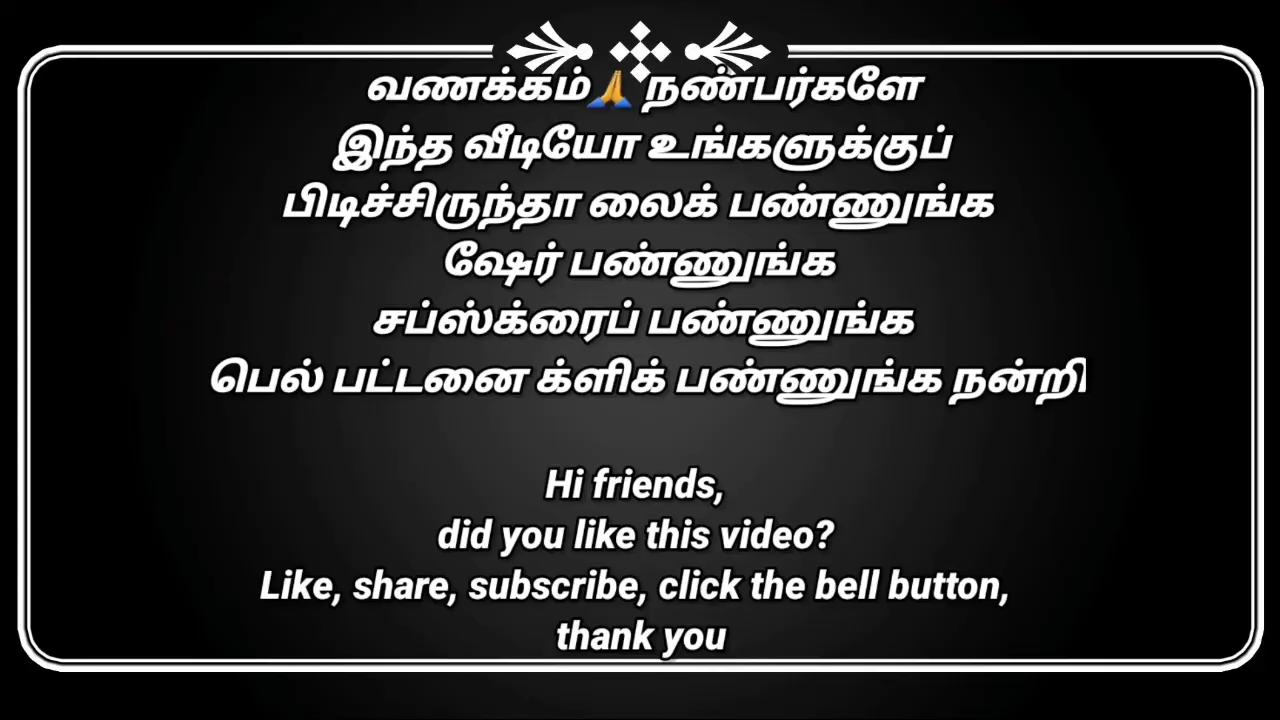 வணக்கம்🙏நண்பர்களே
இந்த வீடியோ உங்களுக்குப்
பிடிச்சிருந்தா லைக் பண்ணுங்க
ஷேர் பண்ணுங்க
சப்ஸ்க்ரைப் பண்ணுங்க
பெல் பட்டனை க்ளிக் பண்ணுங்க நன்றி
Hi friends,
did you like this video?
Like, share, subscribe, click the bell button,
thank you